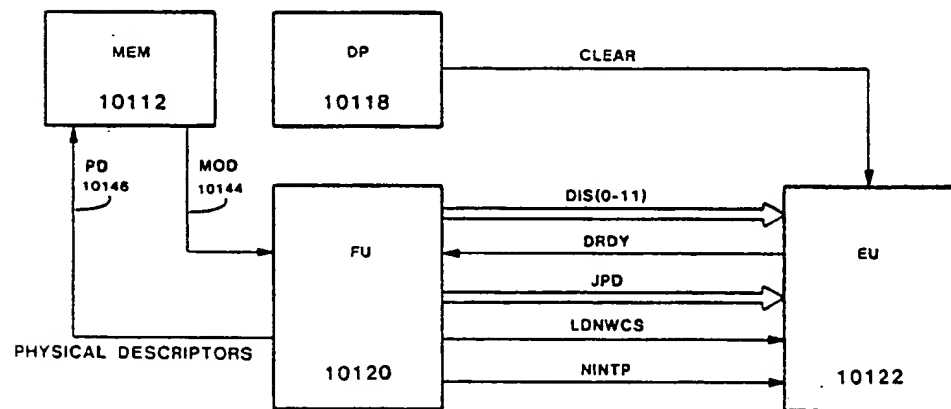 MEM
10112
DP
10118
CLEAR
PD
10146
MOD
10144
FU
10120
DIS(0-11)
DRDY
JPD
LDNWCS
NINTP
EU
10122
PHYSICAL DESCRIPTORS